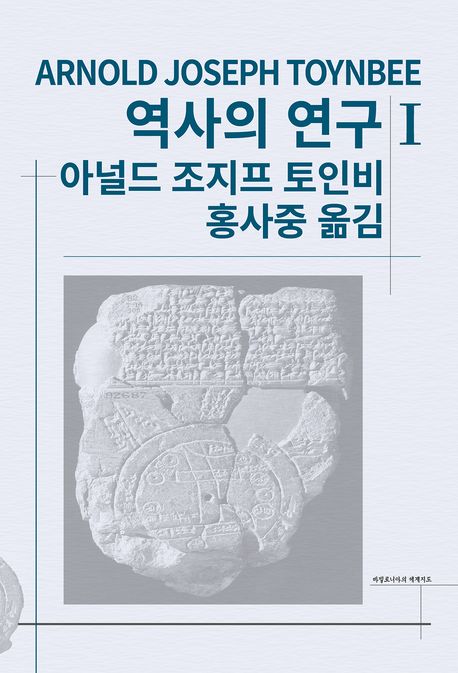 ARNOLD JOSEPH TOYNBEE
역사의 연구 I
아널드 조지프 토인비
홍사중 옮김
92687
바빌로니아의 세계지도